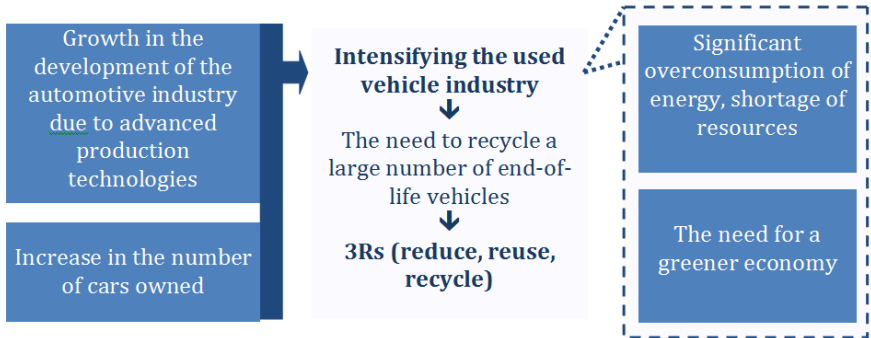 Growth in the
development of the
automotive industry
due to advanced
production
technologies
Increase in the number
of cars owned
Intensifying the used
vehicle industry
The need to recycle a
large number of end-of-
life vehicles
3Rs (reduce, reuse,
recycle)
Significant
overconsumption of
energy, shortage of
resources
The need for a
greener economy